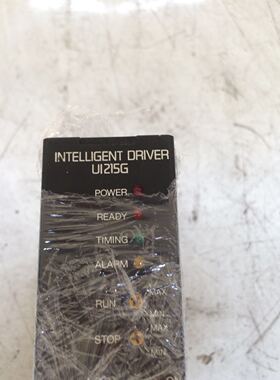 INTELLIGENT DRIVER
UI215G
POWER
READY
TIMING
ALARM
MAX
RUN
MIN
MAX
STOP
MIN